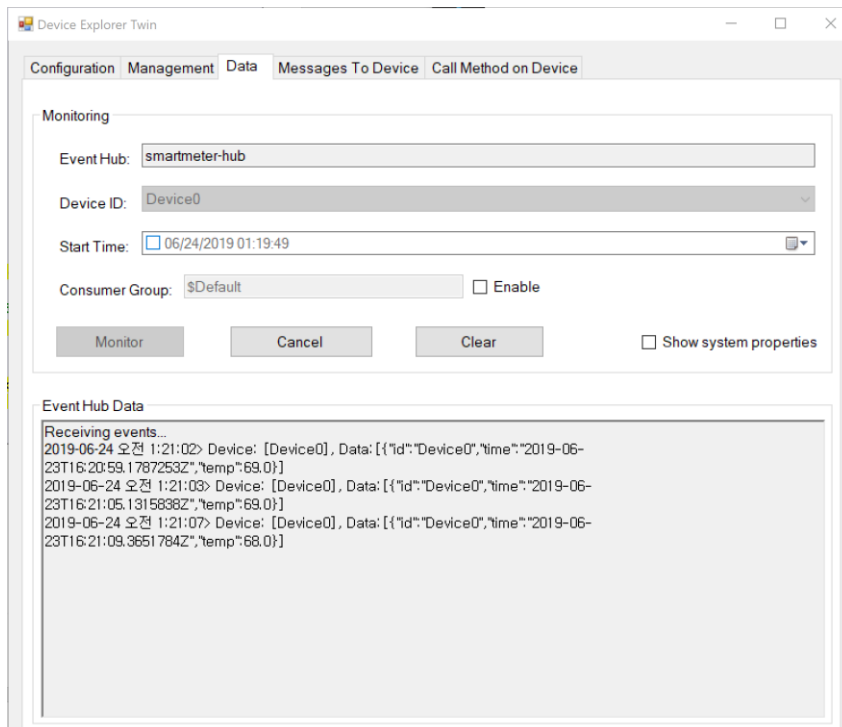 Device Explorer Twin
Configuration Management Data Messages To Device Call Method on Device
Monitoring
Event Hub: smartmeter-hub
Device ID: Device0
Start Time: 06/24/2019 01:19:49
Consumer Group: $Default Enable
Monitor Cancel Clear Show system properties
Event Hub Data
Receiving events...
2019-06-24 오전 1:21:02> Device: [Device0], Data:[{"id":"Device0","time":"2019-06-
23T16:20:59.1787253Z","temp":69.0}]
2019-06-24 오전 1:21:03> Device: [Device0], Data:[{"id":"Device0","time":"2019-06-
23T16:21:05.1315838Z","temp":69.0}]
2019-06-24 오전 1:21:07> Device: [Device0], Data:[{"id":"Device0","time":"2019-06-
23T16:21:09.3651784Z","temp":68.0}]